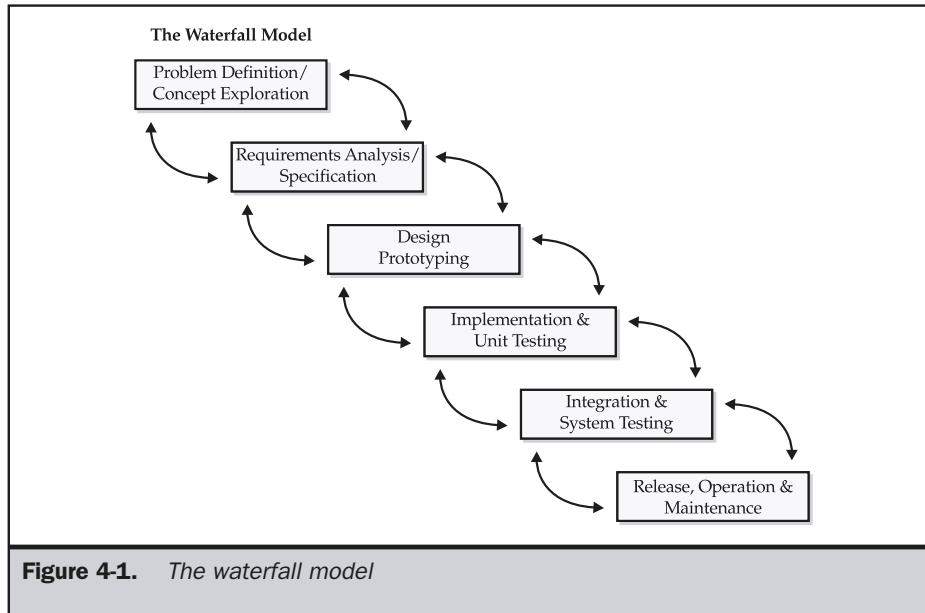 The Waterfall Model
Problem Definition/
Concept Exploration
Requirements Analysis/
Specification
Design
Prototyping
Implementation &
Unit Testing
Integration &
System Testing
Release, Operation &
Maintenance
Figure 4-1. The waterfall model